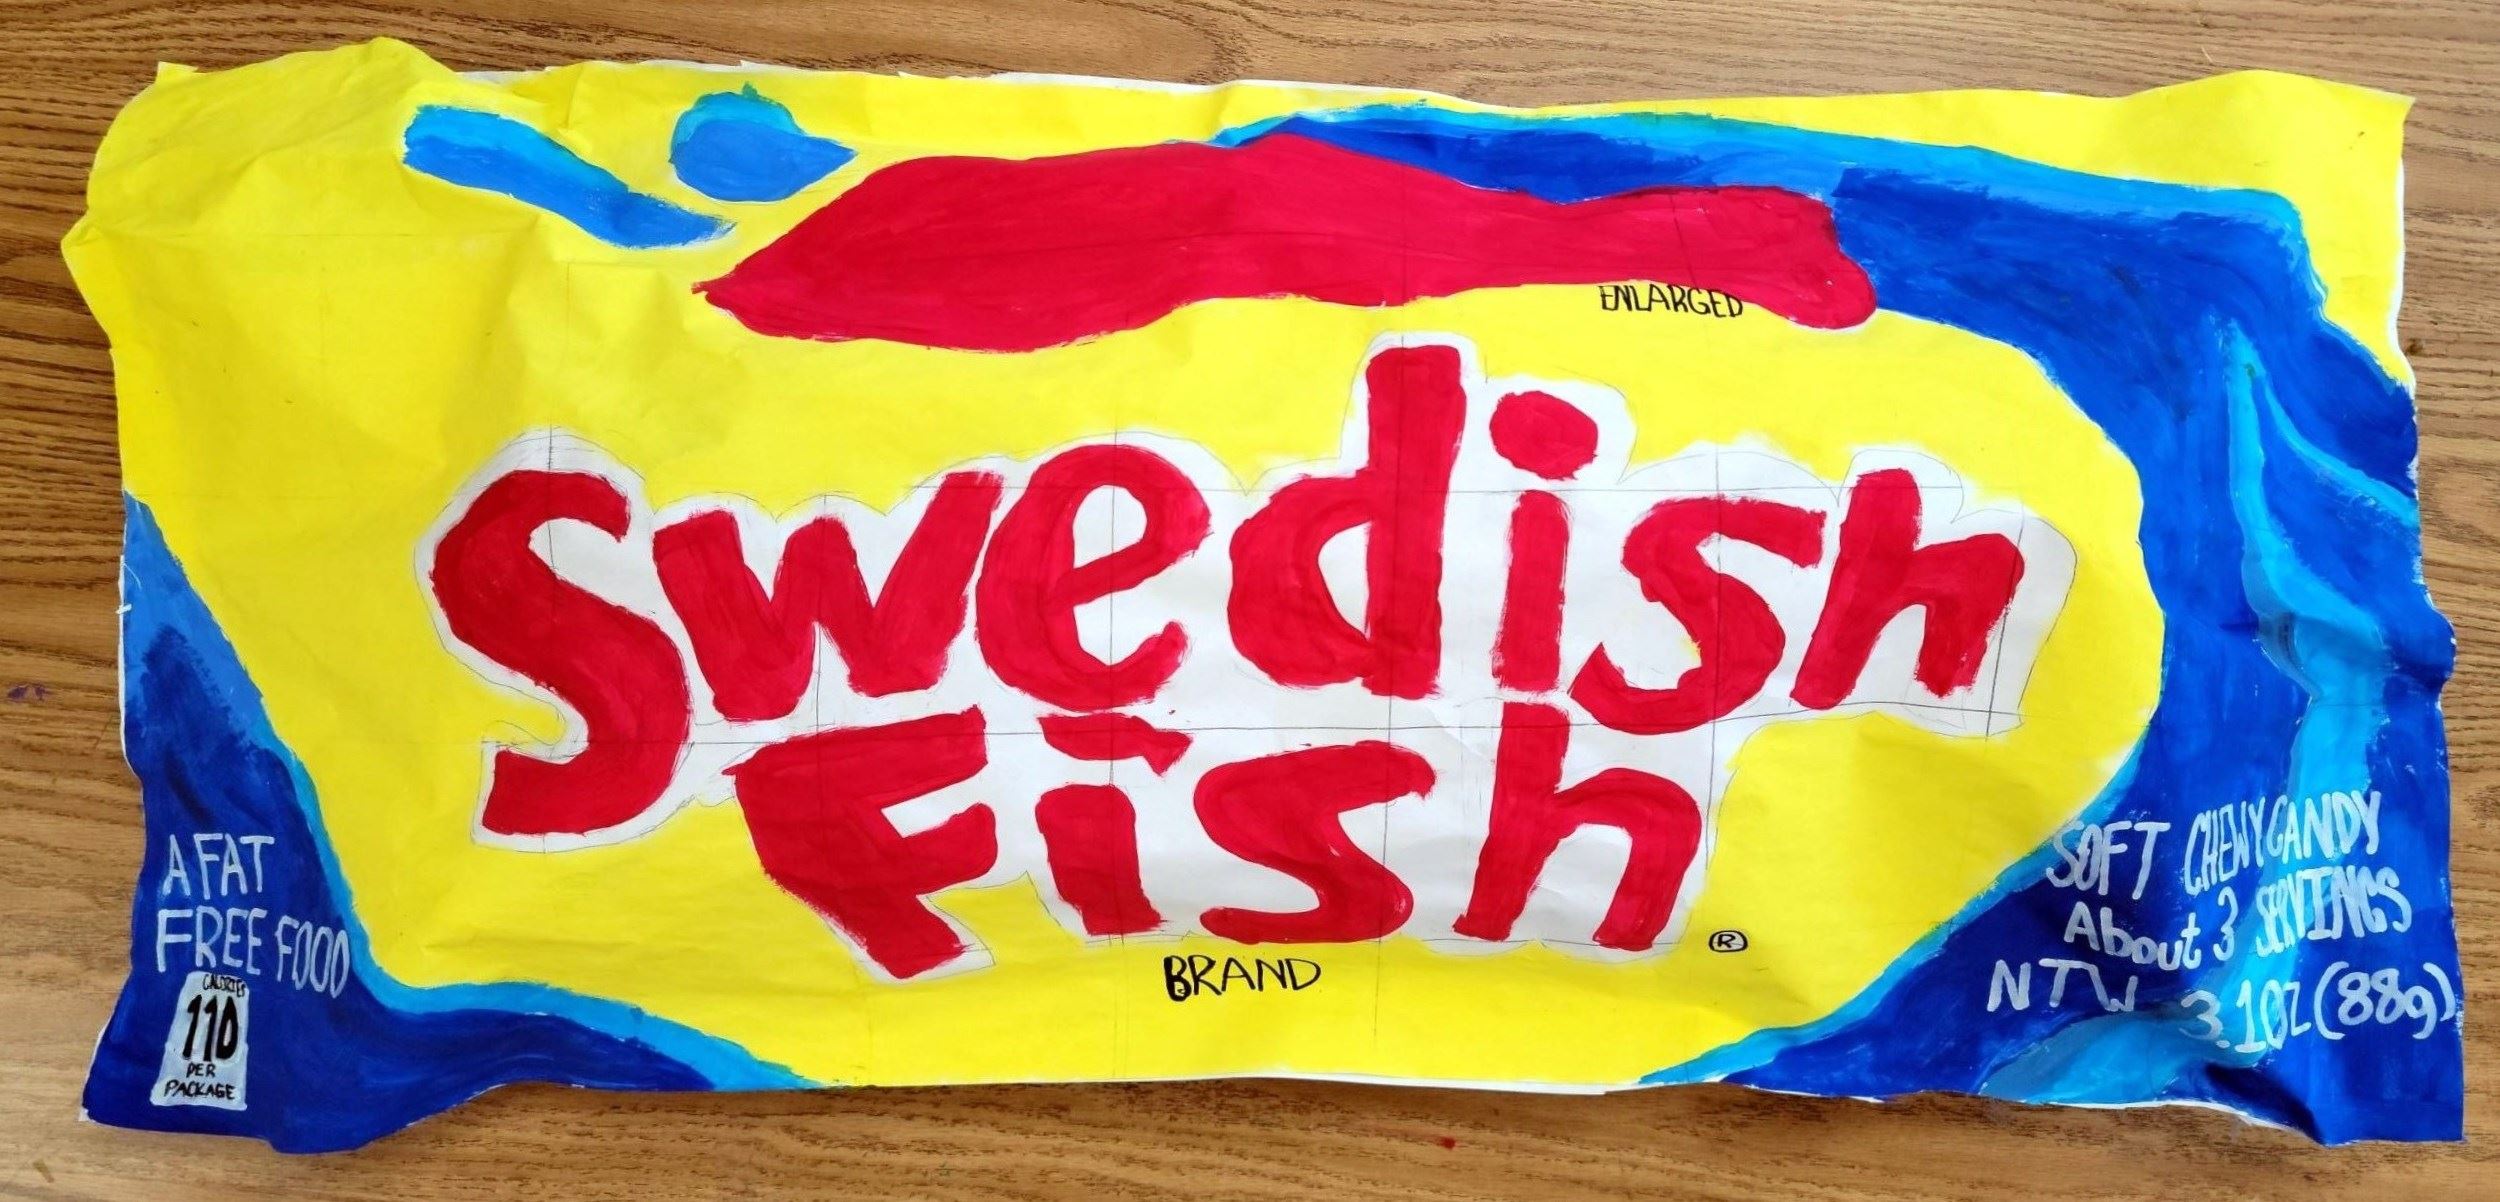 ENLARGED
Swedish
Fish
®
BRAND
A FAT
FREE FOOD
CALORIES
110
PER
PACKAGE
SOFT CHEWY CANDY
About 3 SERVINGS
NTW 3.1OZ (88g)